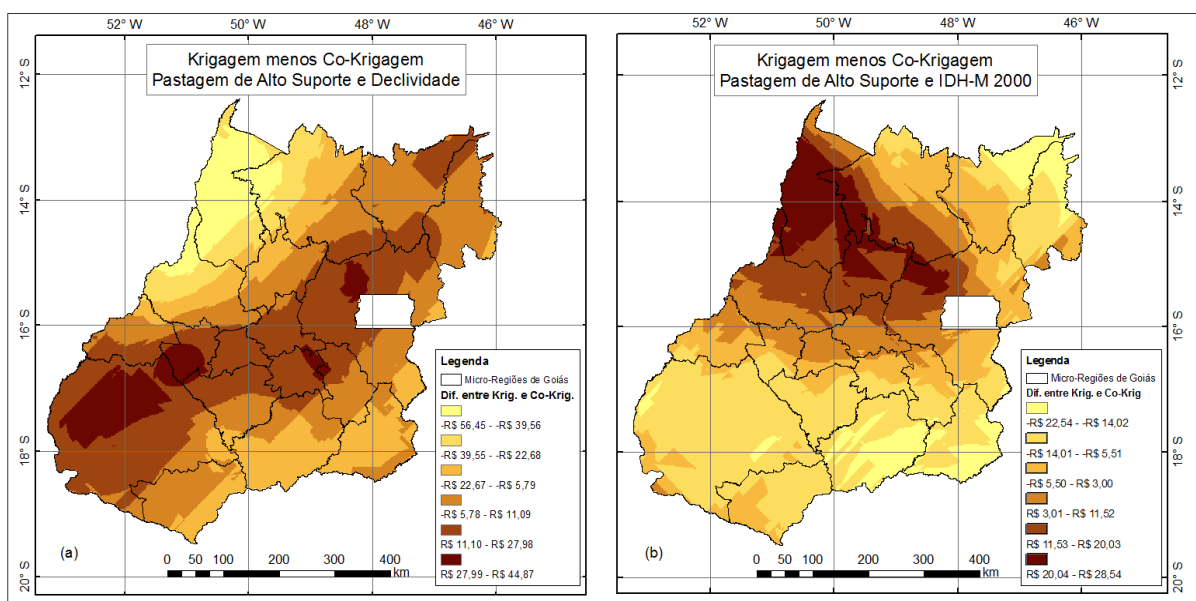 52° W
50° W
48° W
46° W
Krigagem menos Co-Krigagem
Pastagem de Alto Suporte e Declividade
12° S
14° S
16° S
18° S
20° S
Legenda
Micro-Regiões de Goiás
Dif. entre Krig. e Co-Krig.
-R$ 56,45 - -R$ 39,56
-R$ 39,55 - -R$ 22,68
-R$ 22,67 - -R$ 5,79
-R$ 5,78 - R$ 11,09
R$ 11,10 - R$ 27,98
R$ 27,99 - R$ 44,87
(a)
0 50 100 200 300 400
km
52° W
50° W
48° W
46° W
Krigagem menos Co-Krigagem
Pastagem de Alto Suporte e IDH-M 2000
12° S
14° S
16° S
18° S
20° S
Legenda
Micro-Regiões de Goiás
Dif. entre Krig. e Co-Krig
-R$ 22,54 - -R$ 14,02
-R$ 14,01 - -R$ 5,51
-R$ 5,50 - R$ 3,00
R$ 3,01 - R$ 11,52
R$ 11,53 - R$ 20,03
R$ 20,04 - R$ 28,54
(b)
0 50 100 200 300 400
km